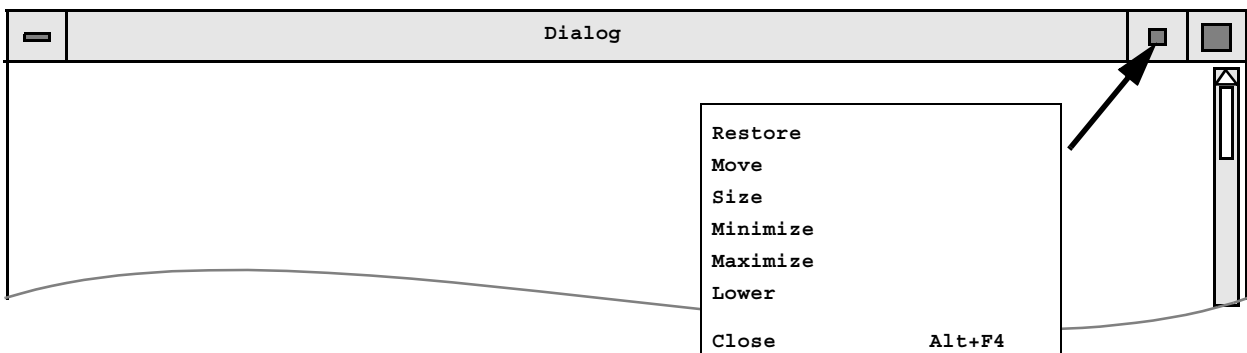 Dialog
Restore
Move
Size
Minimize
Maximize
Lower
Close Alt+F4